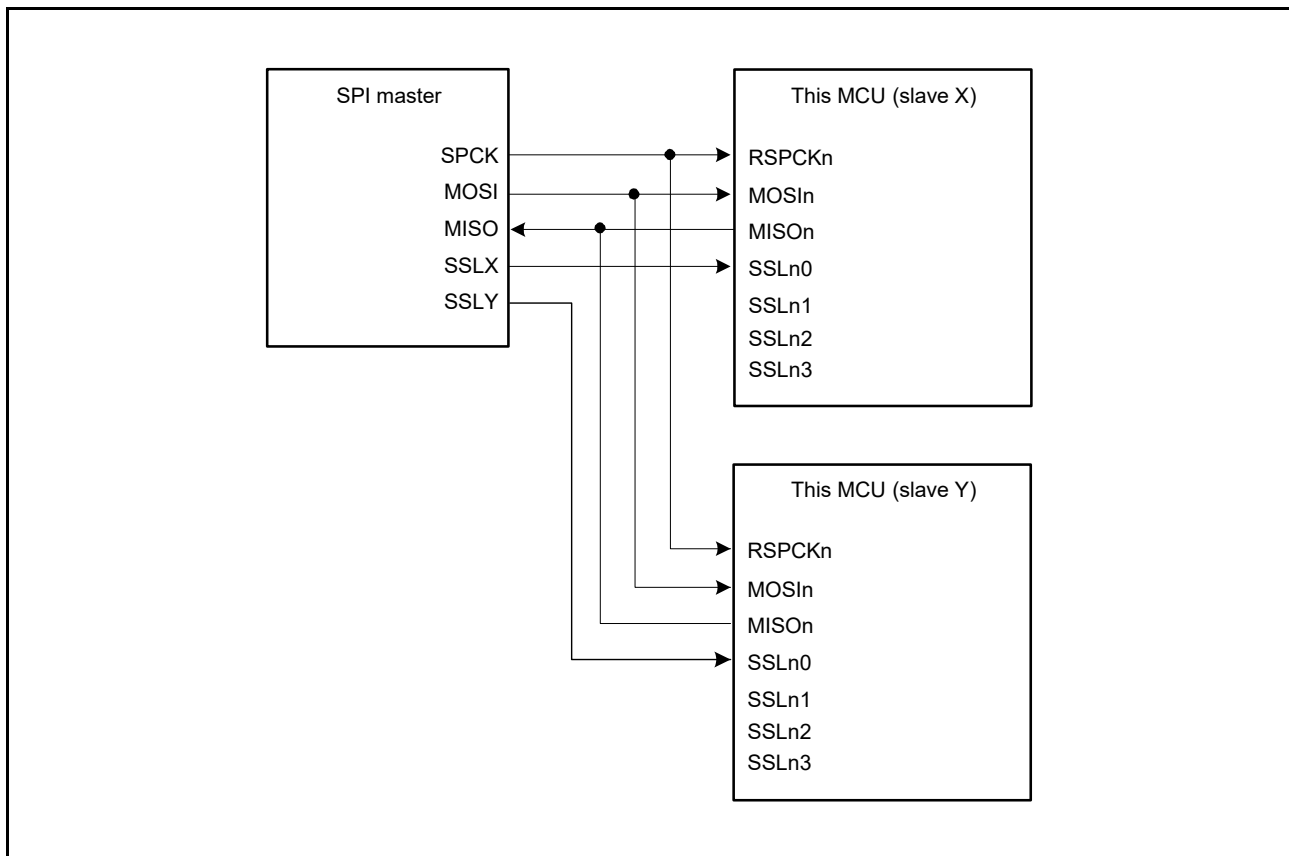 SPI master
SPCK
MOSI
MISO
SSLX
SSLY
This MCU (slave X)
RSPCKn
MOSIn
MISOn
SSLn0
SSLn1
SSLn2
SSLn3
This MCU (slave Y)
RSPCKn
MOSIn
MISOn
SSLn0
SSLn1
SSLn2
SSLn3